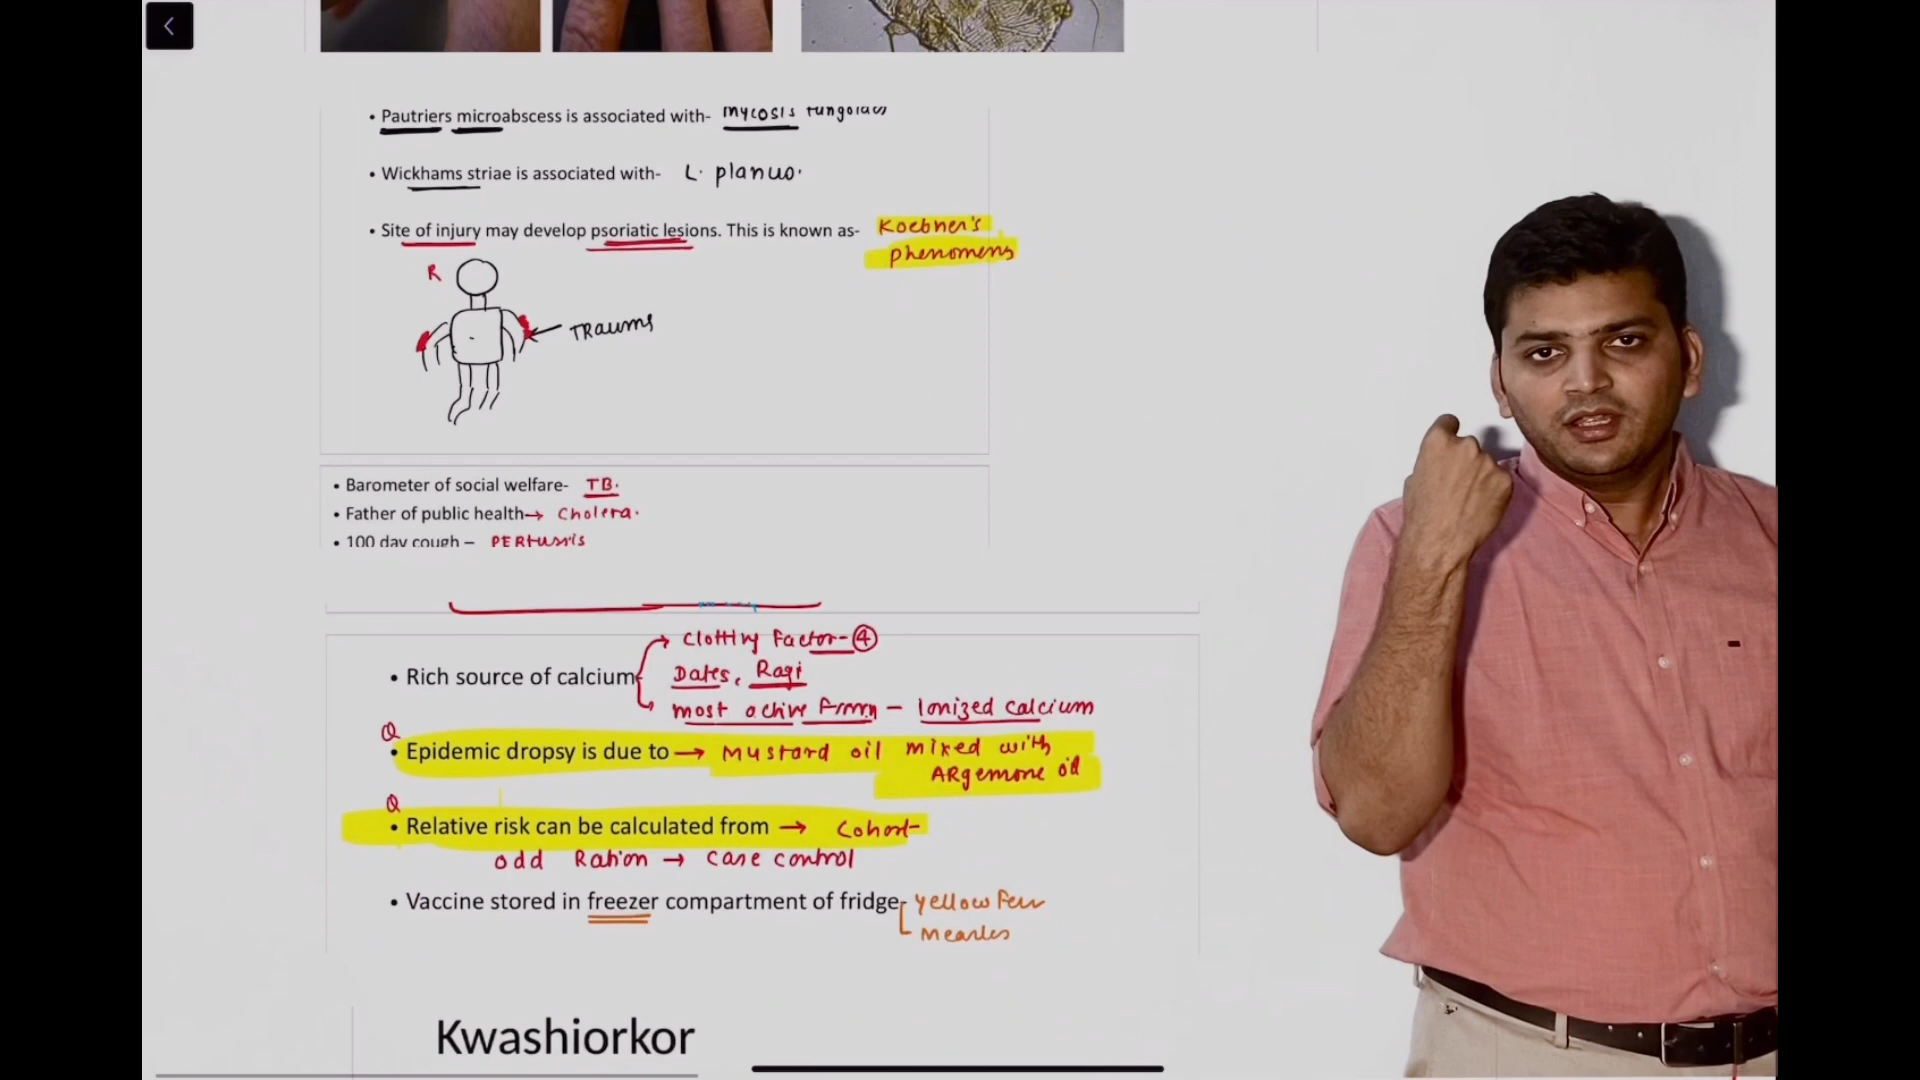 • Pautriers microabscess is associated with- mycosis fungoides
• Wickhams striae is associated with- L. planus.
• Site of injury may develop psoriatic lesions. This is known as- Koebner's
phenomens
R
TRaums
• Barometer of social welfare- TB.
• Father of public health→ Cholera.
• 100 day cough – PERtussis
Clotting Factor-④
• Rich source of calcium
Dates, Ragi
most active Form – Ionized calcium
Q
• Epidemic dropsy is due to → Mustard oil mixed with
ARgemone oil
Q
• Relative risk can be calculated from → Cohort-
odd Ration → case control
• Vaccine stored in freezer compartment of fridge- yellow Fever
Mearles
Kwashiorkor